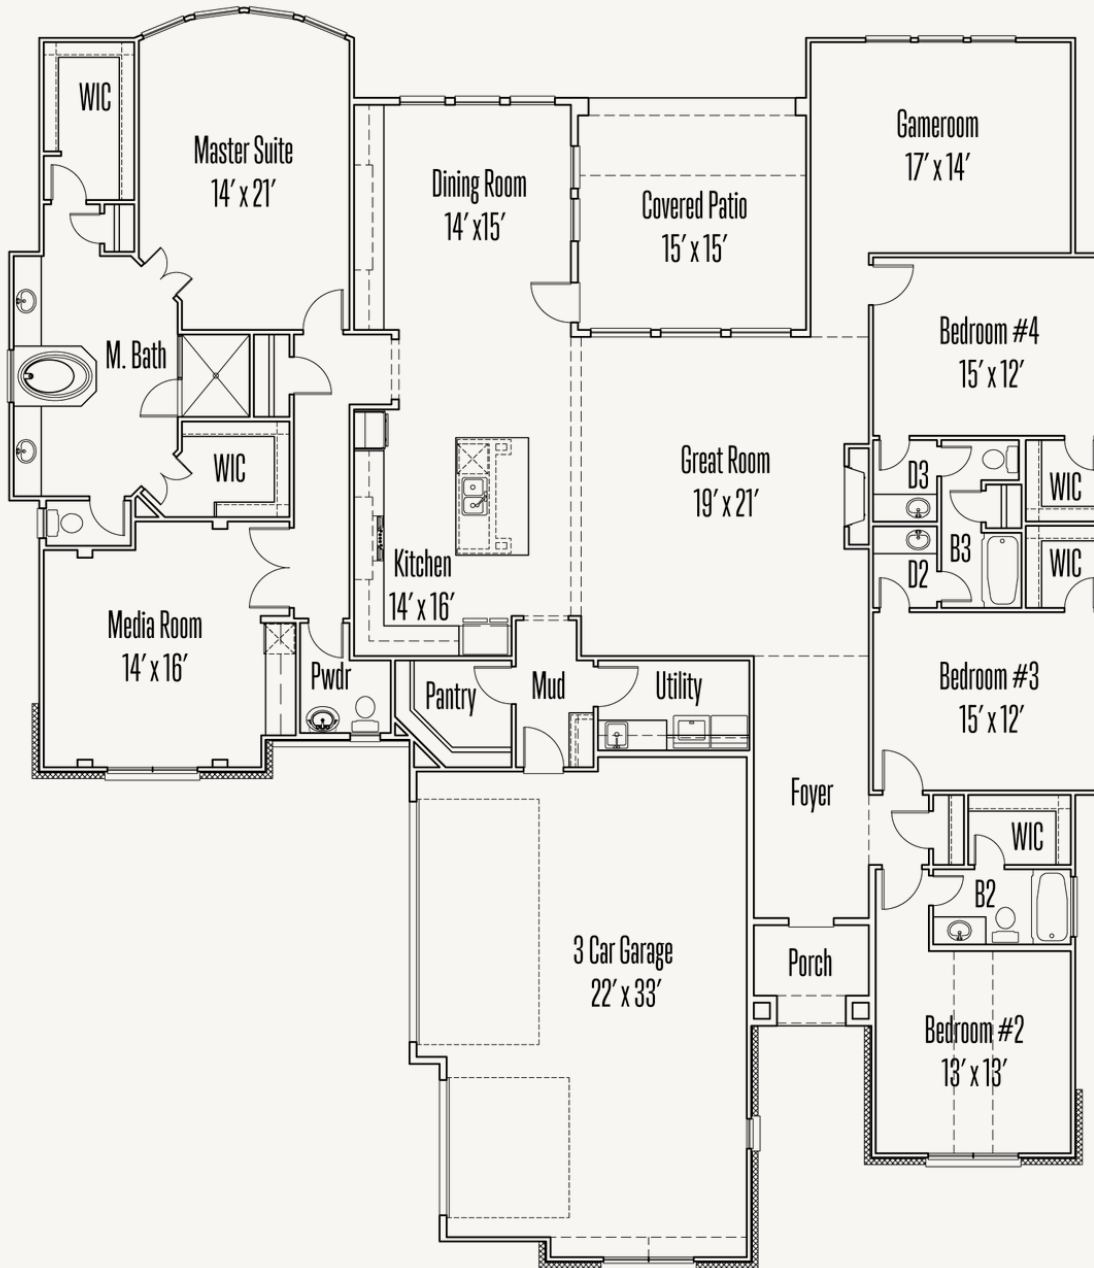 WIC
Master Suite
14' x 21'
Dining Room
14' x15'
Covered Patio
15' x 15'
Gameroom
17' x 14'
M. Bath
WIC
Bedroom #4
15' x 12'
Great Room
19' x 21'
D3
WIC
B3
D2
WIC
Kitchen
14' x 16'
Media Room
14' x 16'
Pwdr
Pantry
Mud
Utility
Bedroom #3
15' x 12'
Foyer
WIC
B2
3 Car Garage
22' x 33'
Porch
Bedroom #2
13' x 13'